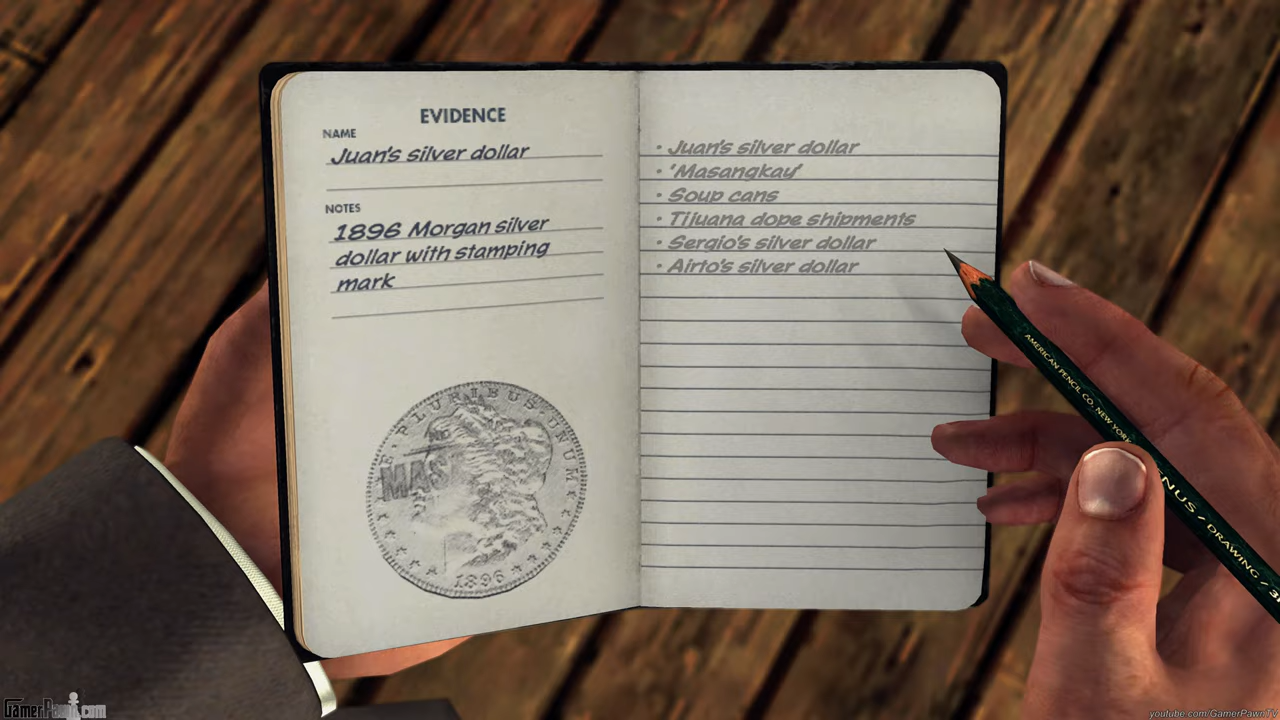 EVIDENCE
NAME
Juan's silver dollar
NOTES
1896 Morgan silver
dollar with stamping
mark
E · PLURIBUS · UNUM
MAS
1896
· Juan's silver dollar
· 'Masangkay'
· Soup cans
· Tijuana dope shipments
· Sergio's silver dollar
· Airto's silver dollar
AMERICAN PENCIL CO. NEW YORK
NUS / DRAWING / 3
GamerPawn.com
youtube.com/GamerPawnTV